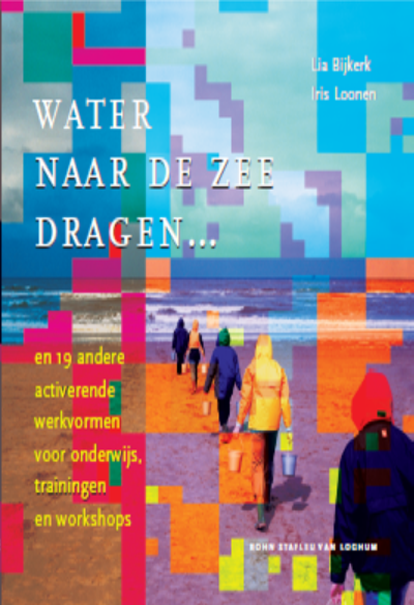 Lia Bijkerk
Iris Loonen
WATER
NAAR DE ZEE
DRAGEN...
en 19 andere
activerende
werkvormen
voor onderwijs,
trainingen
en workshops
BOHN STAFLEU VAN LOGHUM